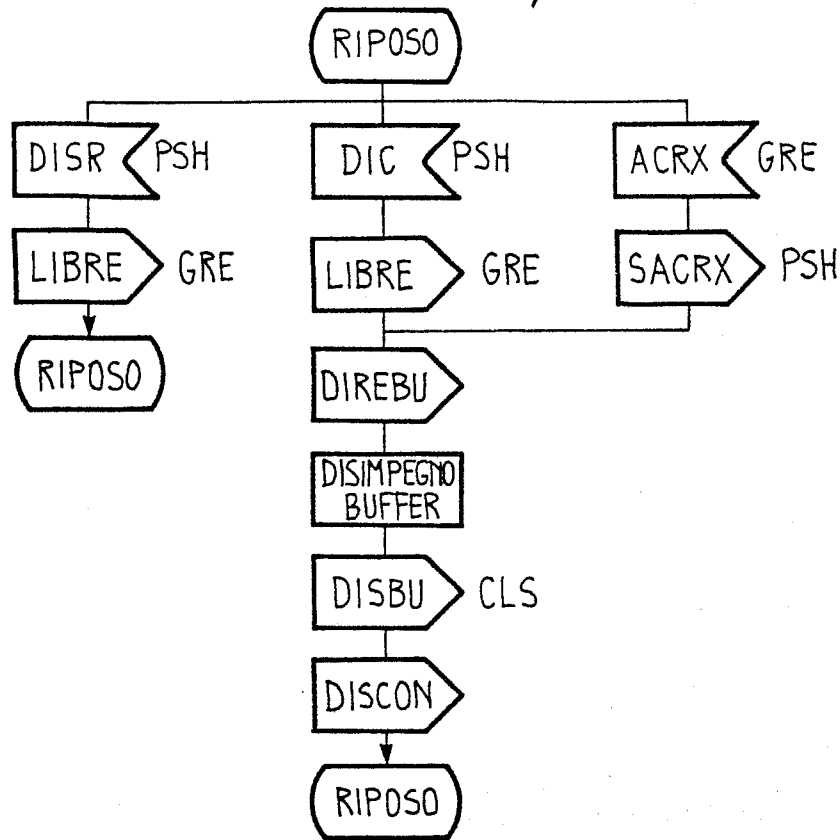 RIPOSO
DISR PSH
DIC PSH
ACRX GRE
LIBRE GRE
LIBRE GRE
SACRX PSH
RIPOSO
DIREBU
DISIMPEGNO
BUFFER
DISBU CLS
DISCON
RIPOSO